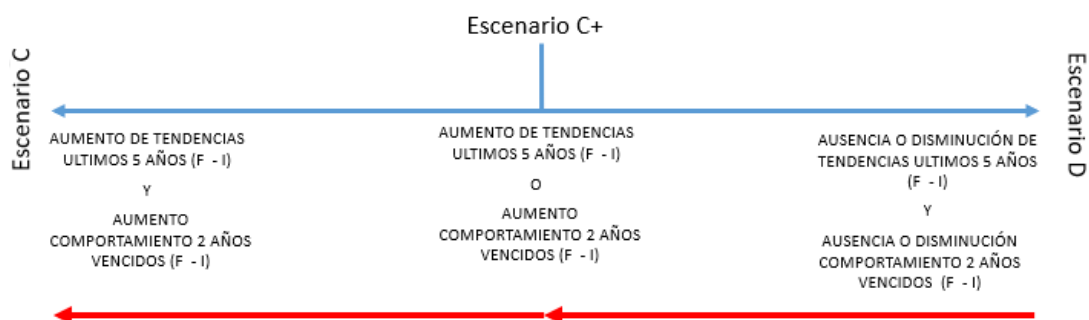 Escenario C+
Escenario C
AUMENTO DE TENDENCIAS
ULTIMOS 5 AÑOS (F - I)
Y
AUMENTO
COMPORTAMIENTO 2 AÑOS
VENCIDOS (F - I)
AUMENTO DE TENDENCIAS
ULTIMOS 5 AÑOS (F - I)
O
AUMENTO
COMPORTAMIENTO 2 AÑOS
VENCIDOS (F - I)
AUSENCIA O DISMINUCIÓN DE
TENDENCIAS ULTIMOS 5 AÑOS
(F - I)
Y
AUSENCIA O DISMINUCIÓN
COMPORTAMIENTO 2 AÑOS
VENCIDOS (F - I)
Escenario D